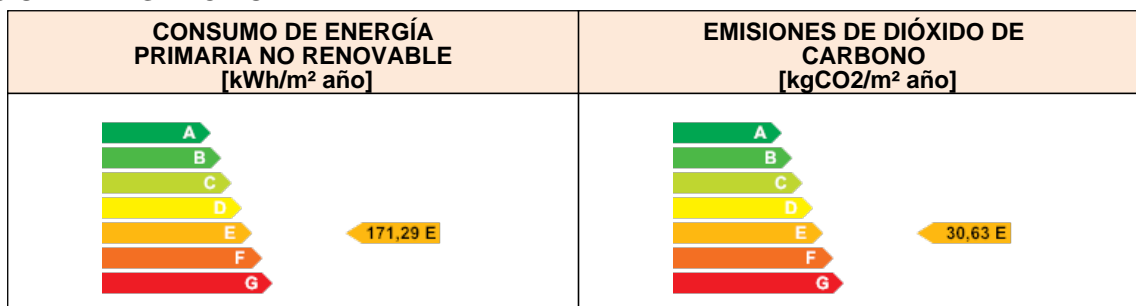 CONSUMO DE ENERGÍA
PRIMARIA NO RENOVABLE
[kWh/m² año]
EMISIONES DE DIÓXIDO DE
CARBONO
[kgCO2/m² año]
A
B
C
D
E
F
G
171,29 E
A
B
C
D
E
F
G
30,63 E